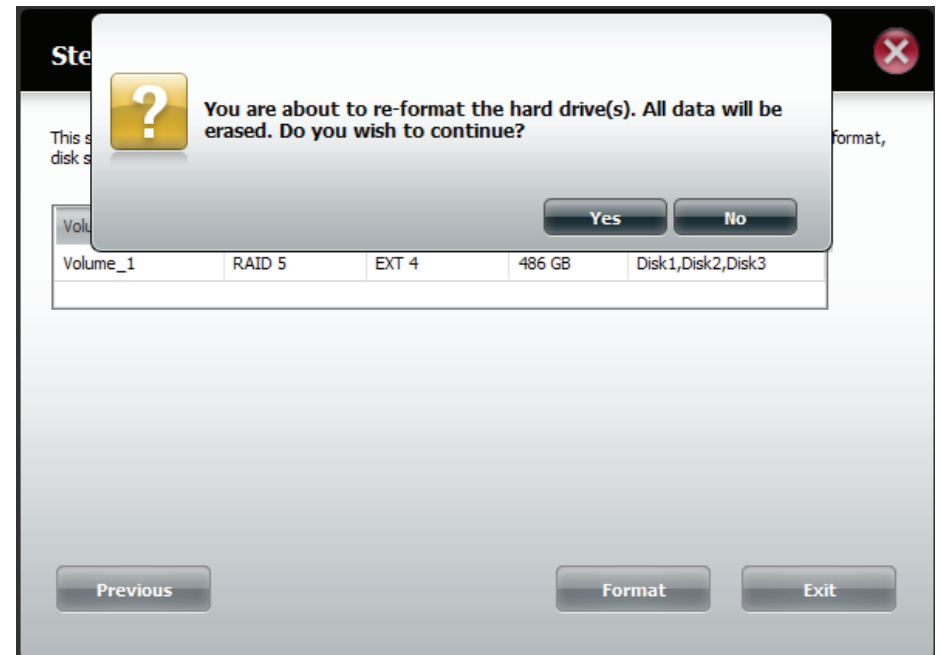 Ste
You are about to re-format the hard drive(s). All data will be
erased. Do you wish to continue?
This s
format,
disk s
Yes No
Volu
Volume_1 RAID 5 EXT 4 486 GB Disk1,Disk2,Disk3
Previous Format Exit